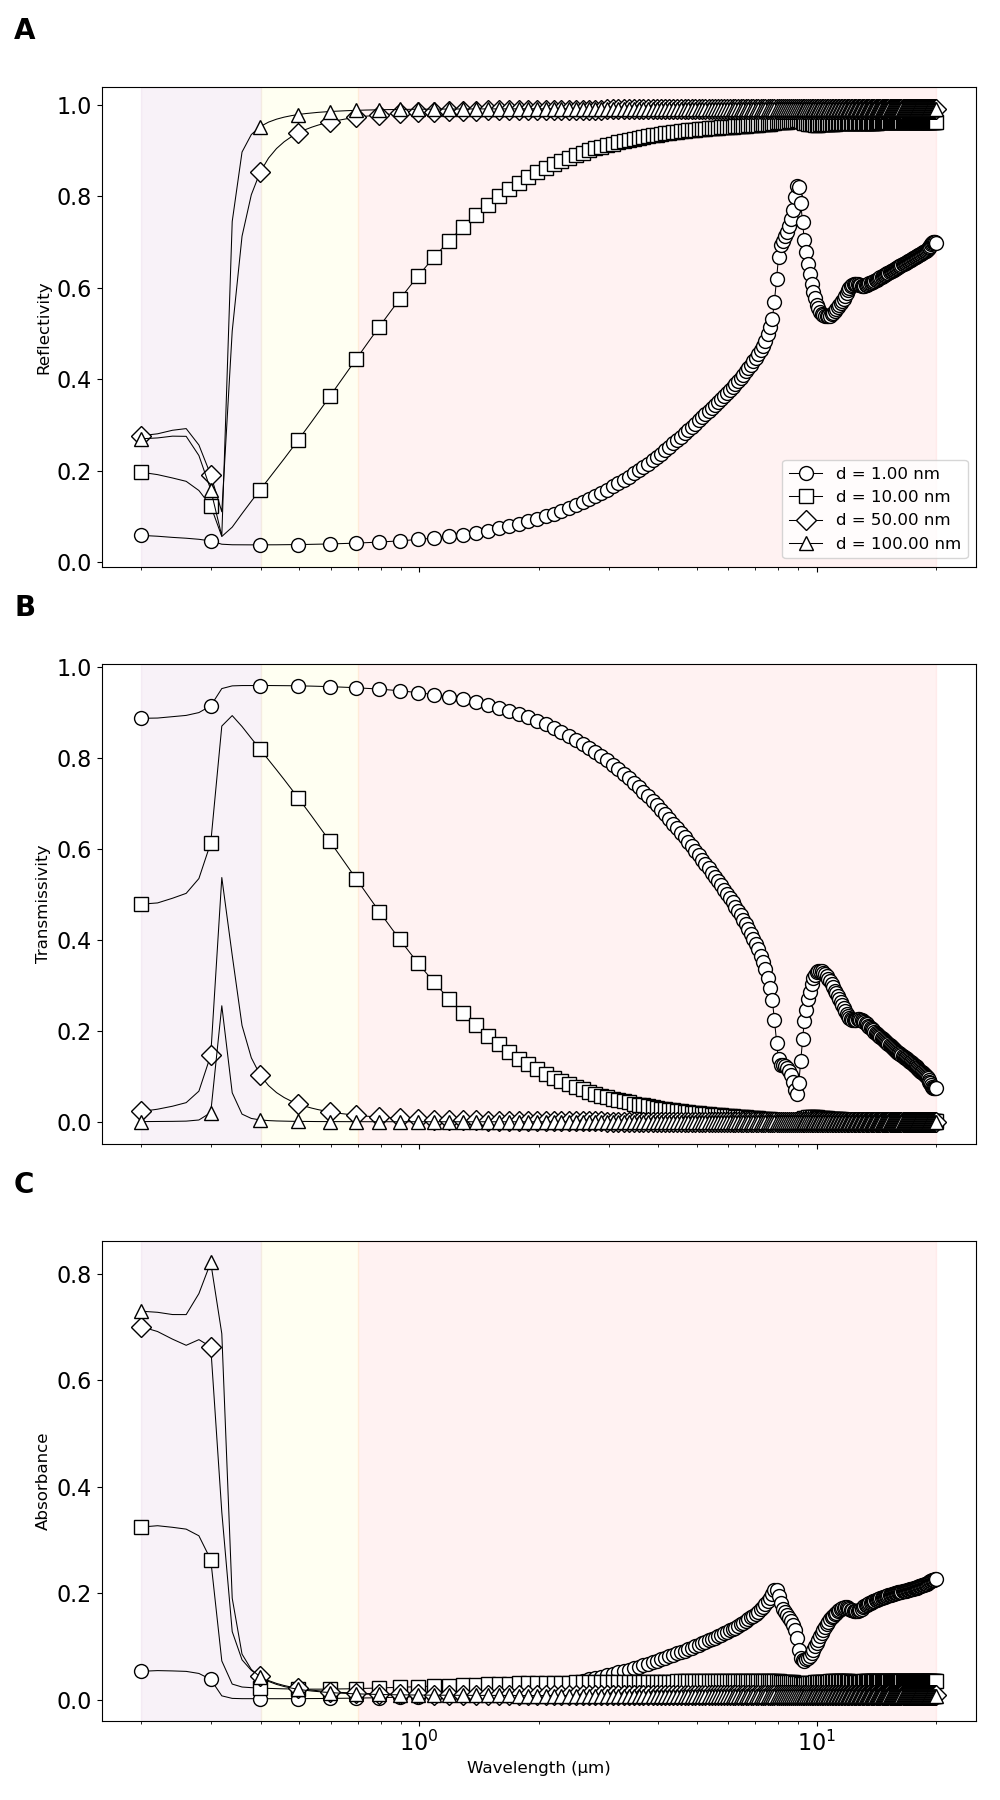 A
1.0
0.8
0.6
0.4
0.2
0.0
Reflectivity
d = 1.00 nm
d = 10.00 nm
d = 50.00 nm
d = 100.00 nm
B
1.0
0.8
0.6
0.4
0.2
0.0
Transmissivity
C
0.8
0.6
0.4
0.2
0.0
Absorbance
10⁰
10¹
Wavelength (μm)